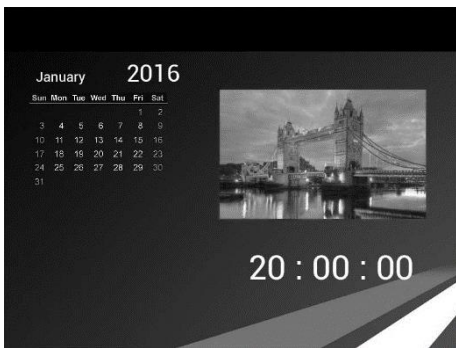 January 2016
Sun Mon Tue Wed Thu Fri Sat
1 2
3 4 5 6 7 8 9
10 11 12 13 14 15 16
17 18 19 20 21 22 23
24 25 26 27 28 29 30
31
20 : 00 : 00